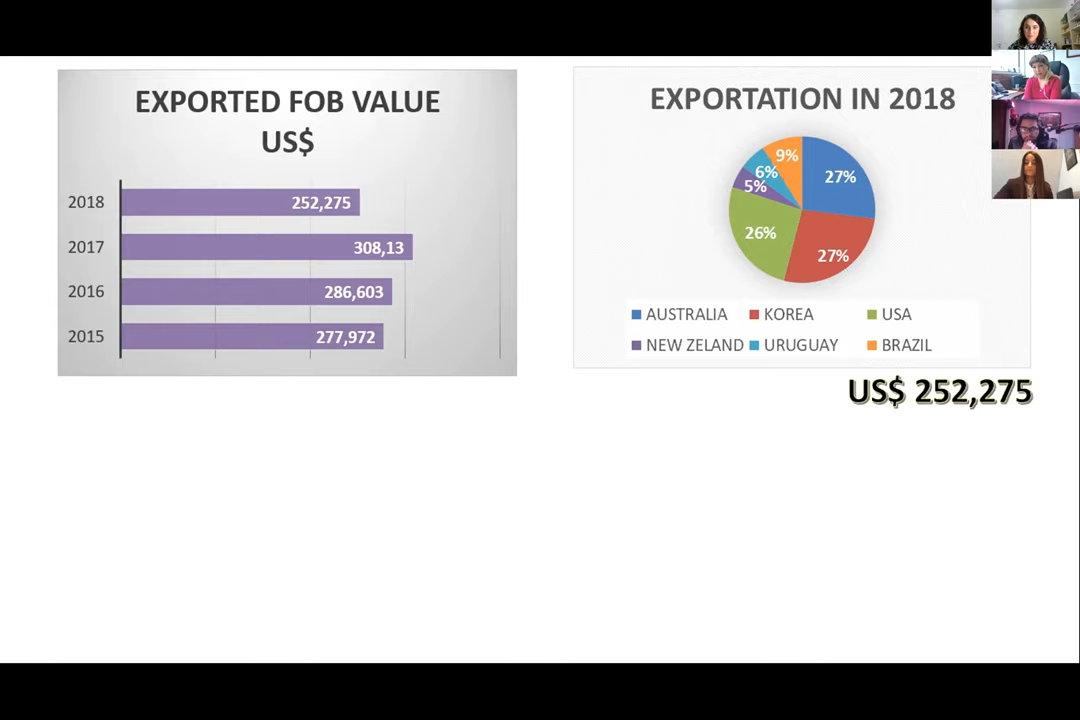 EXPORTED FOB VALUE
US$
2018 252,275
2017 308,13
2016 286,603
2015 277,972
EXPORTATION IN 2018
9%
27%
6%
5%
26%
27%
AUSTRALIA KOREA USA
NEW ZELAND URUGUAY BRAZIL
US$ 252,275